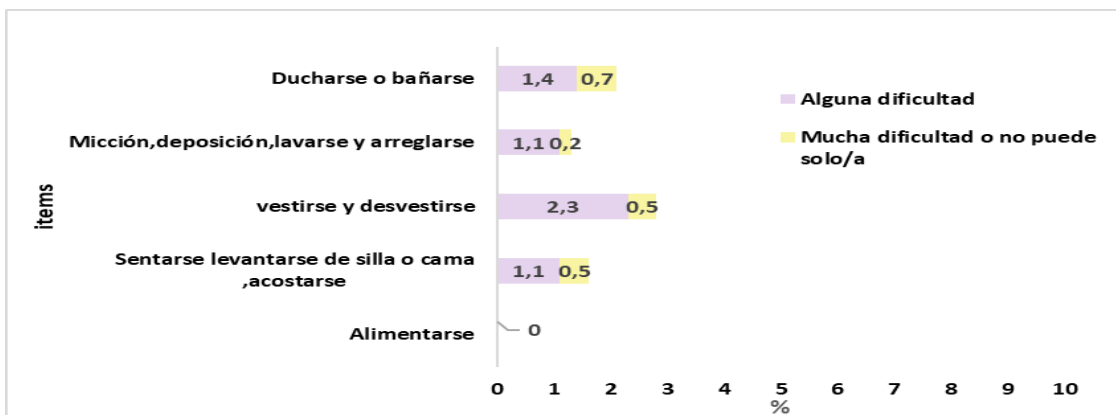 Ducharse o bañarse
1,4 0,7
Alguna dificultad
Mucha dificultad o no puede
solo/a
Micción,deposición,lavarse y arreglarse
1,1 0,2
items
vestirse y desvestirse
2,3 0,5
Sentarse levantarse de silla o cama
,acostarse
1,1 0,5
Alimentarse
0
0 1 2 3 4 5 6 7 8 9 10
%